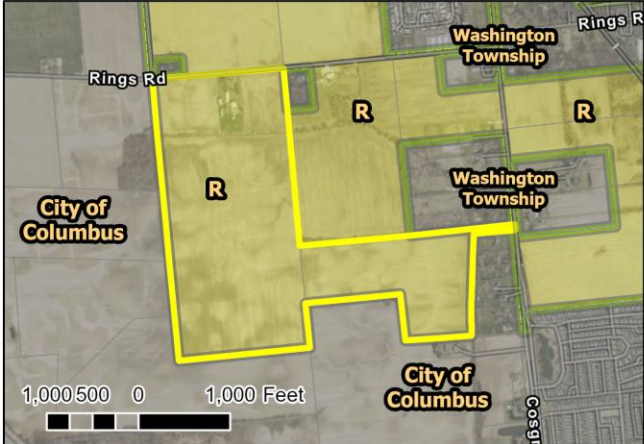 Washington
Township
Rings R
Rings Rd
R
R
R
Washington
Township
City of
Columbus
City of
Columbus
1,000 500 0 1,000 Feet
Cosg